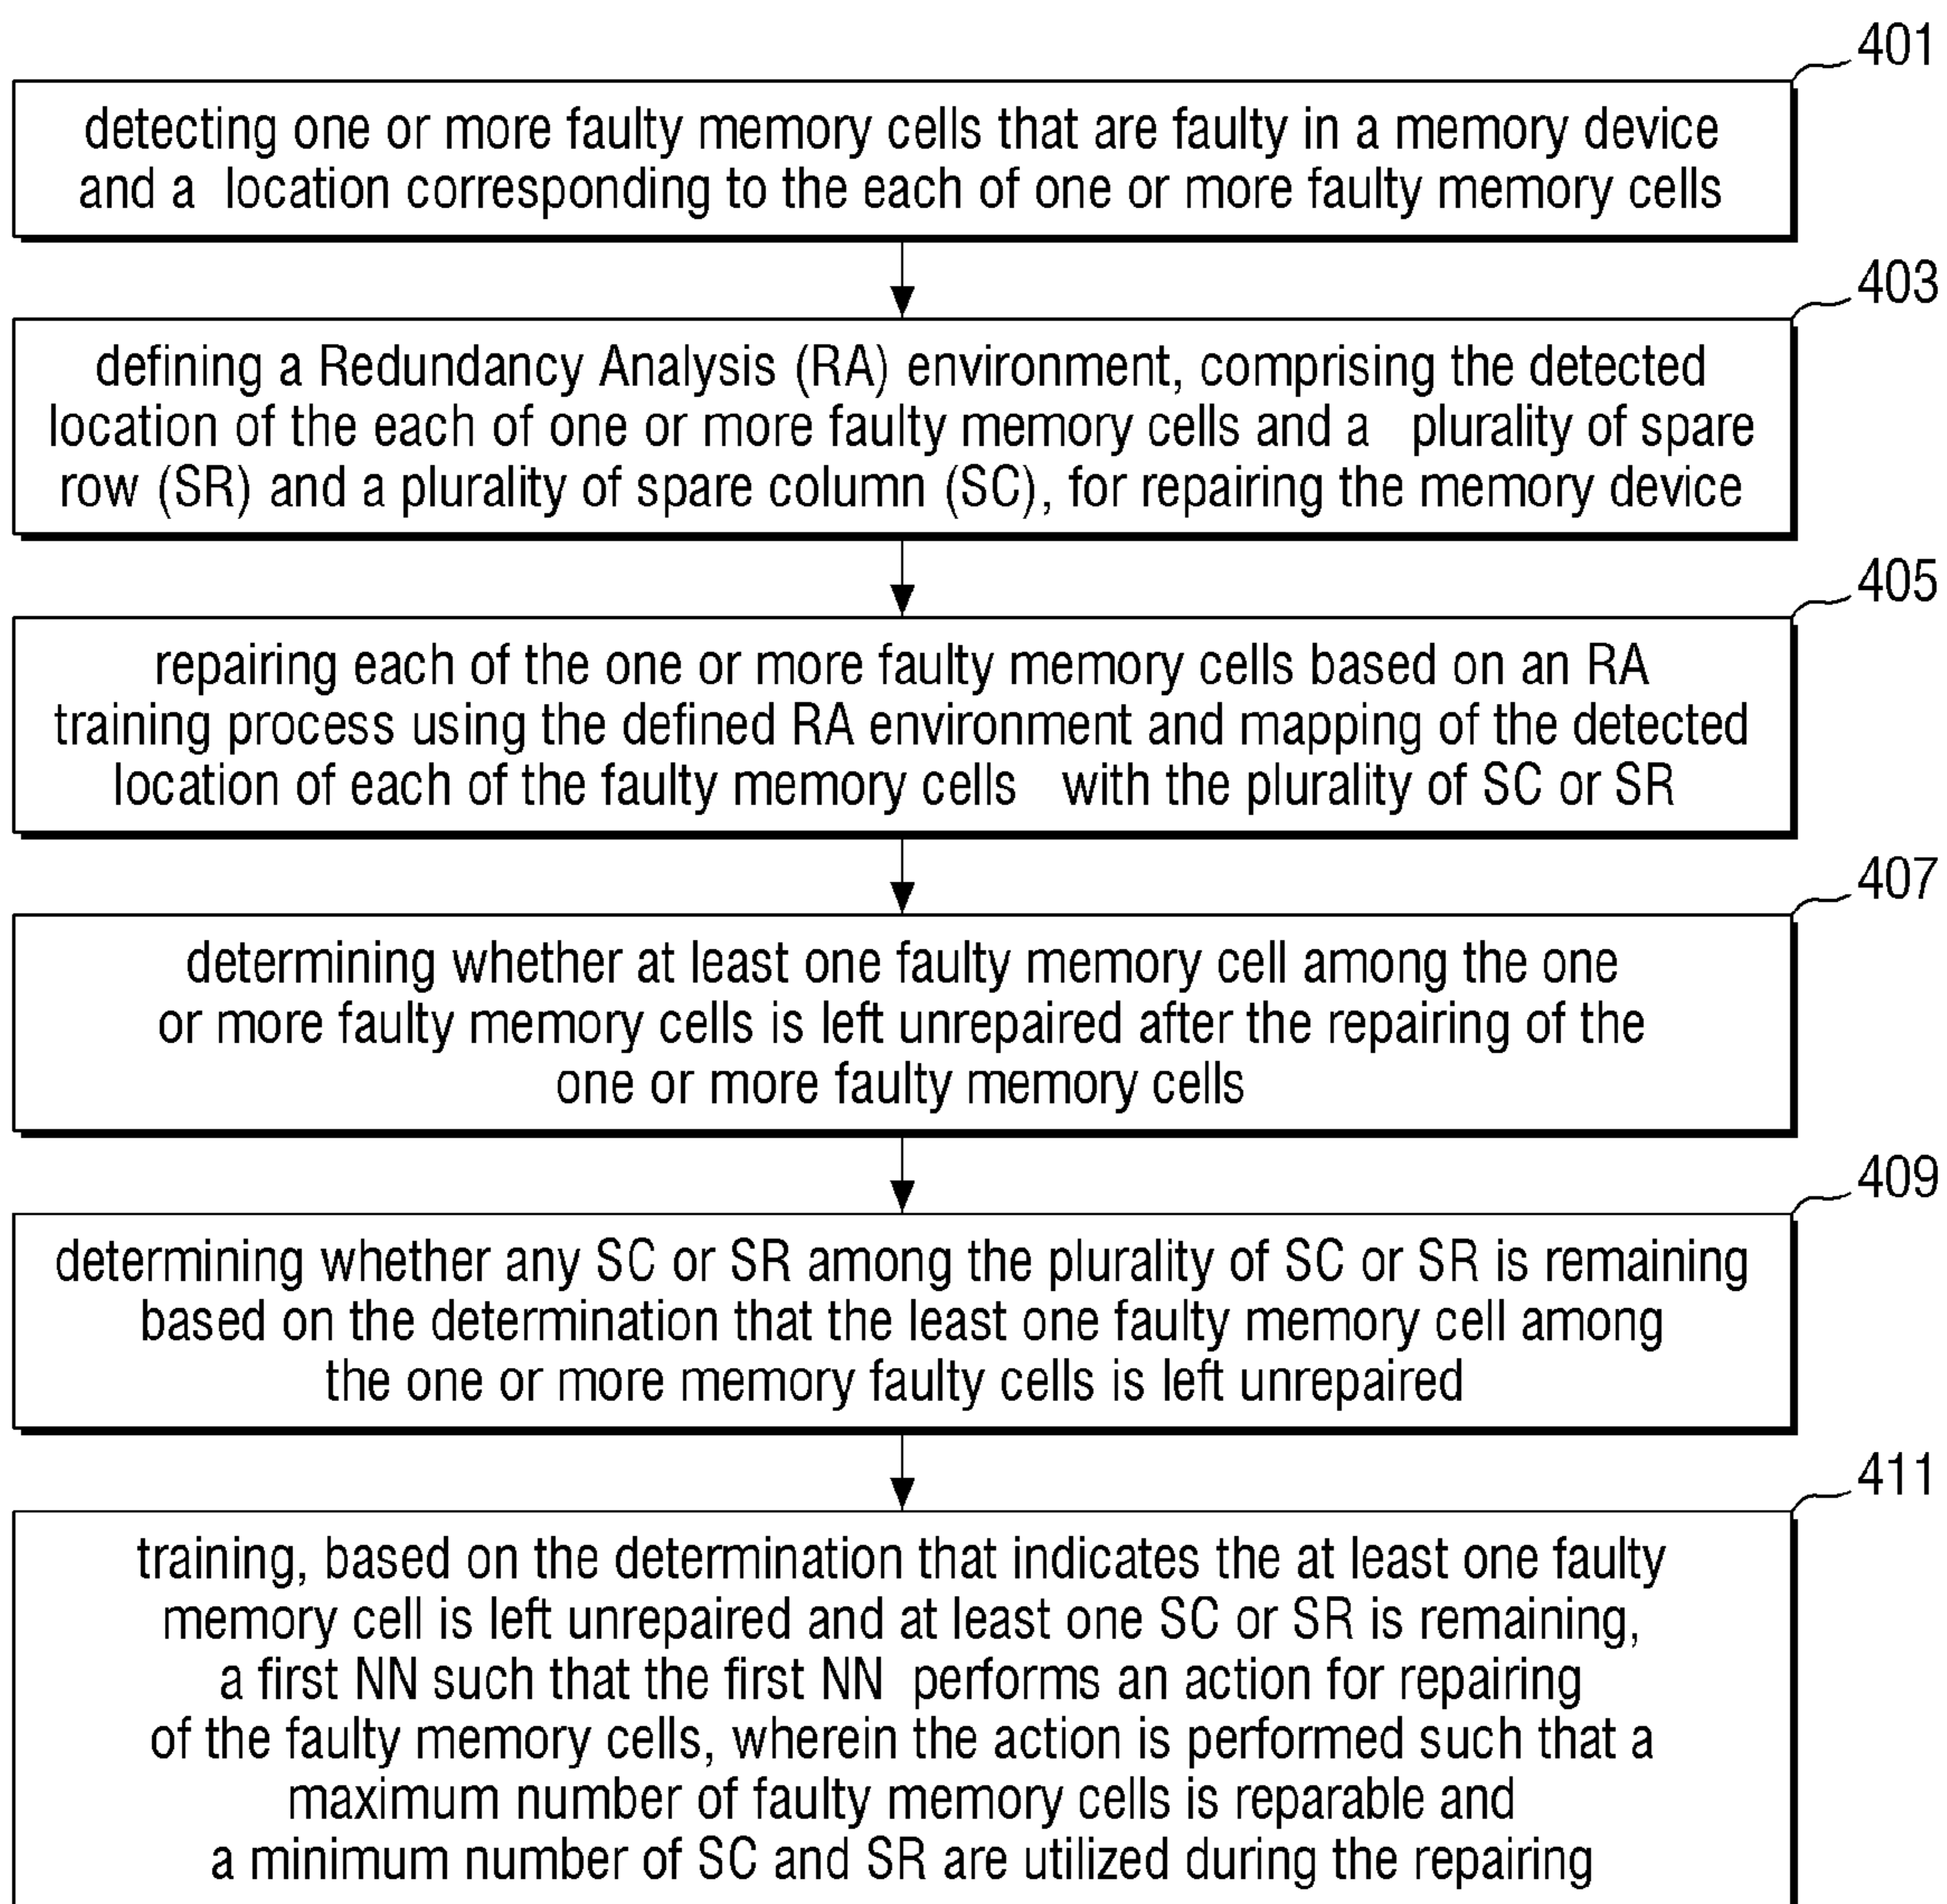 401
detecting one or more faulty memory cells that are faulty in a memory device
and a location corresponding to the each of one or more faulty memory cells
403
defining a Redundancy Analysis (RA) environment, comprising the detected
location of the each of one or more faulty memory cells and a plurality of spare
row (SR) and a plurality of spare column (SC), for repairing the memory device
405
repairing each of the one or more faulty memory cells based on an RA
training process using the defined RA environment and mapping of the detected
location of each of the faulty memory cells with the plurality of SC or SR
407
determining whether at least one faulty memory cell among the one
or more faulty memory cells is left unrepaired after the repairing of the
one or more faulty memory cells
409
determining whether any SC or SR among the plurality of SC or SR is remaining
based on the determination that the least one faulty memory cell among
the one or more memory faulty cells is left unrepaired
411
training, based on the determination that indicates the at least one faulty
memory cell is left unrepaired and at least one SC or SR is remaining,
a first NN such that the first NN performs an action for repairing
of the faulty memory cells, wherein the action is performed such that a
maximum number of faulty memory cells is reparable and
a minimum number of SC and SR are utilized during the repairing